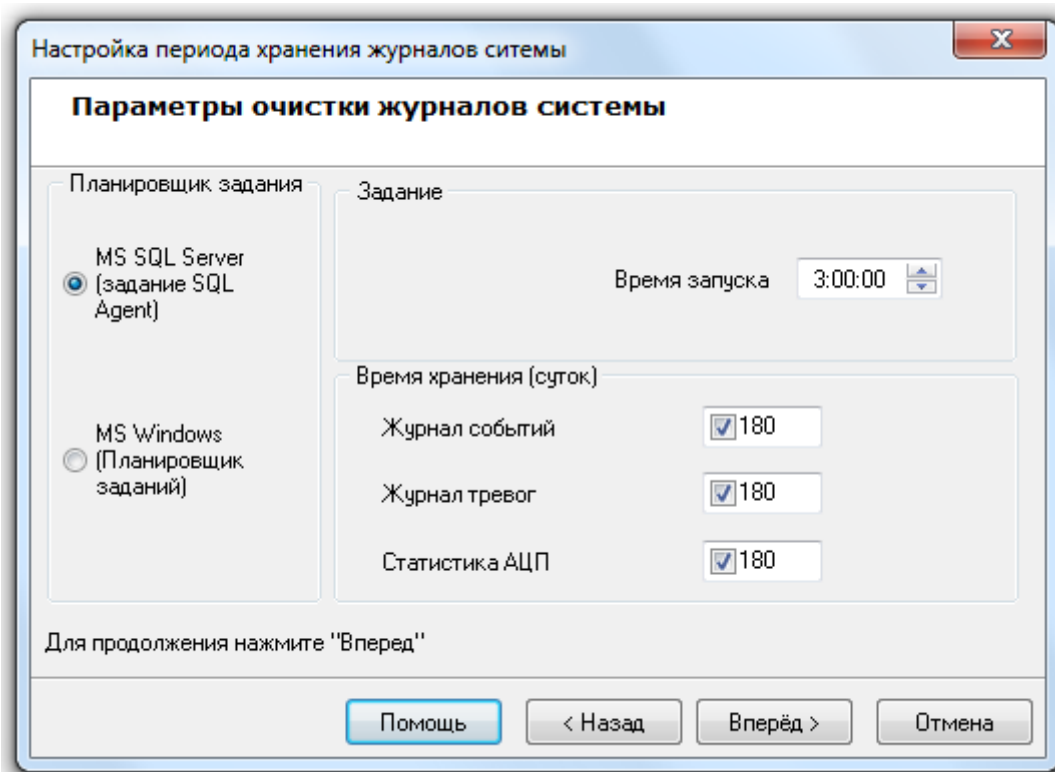 Настройка периода хранения журналов ситемы
Параметры очистки журналов системы
Планировщик задания
MS SQL Server
(задание SQL
Agent)
MS Windows
(Планировщик
заданий)
Задание
Время запуска 3:00:00
Время хранения (суток)
Журнал событий 180
Журнал тревог 180
Статистика АЦП 180
Для продолжения нажмите "Вперед"
Помощь < Назад Вперёд > Отмена